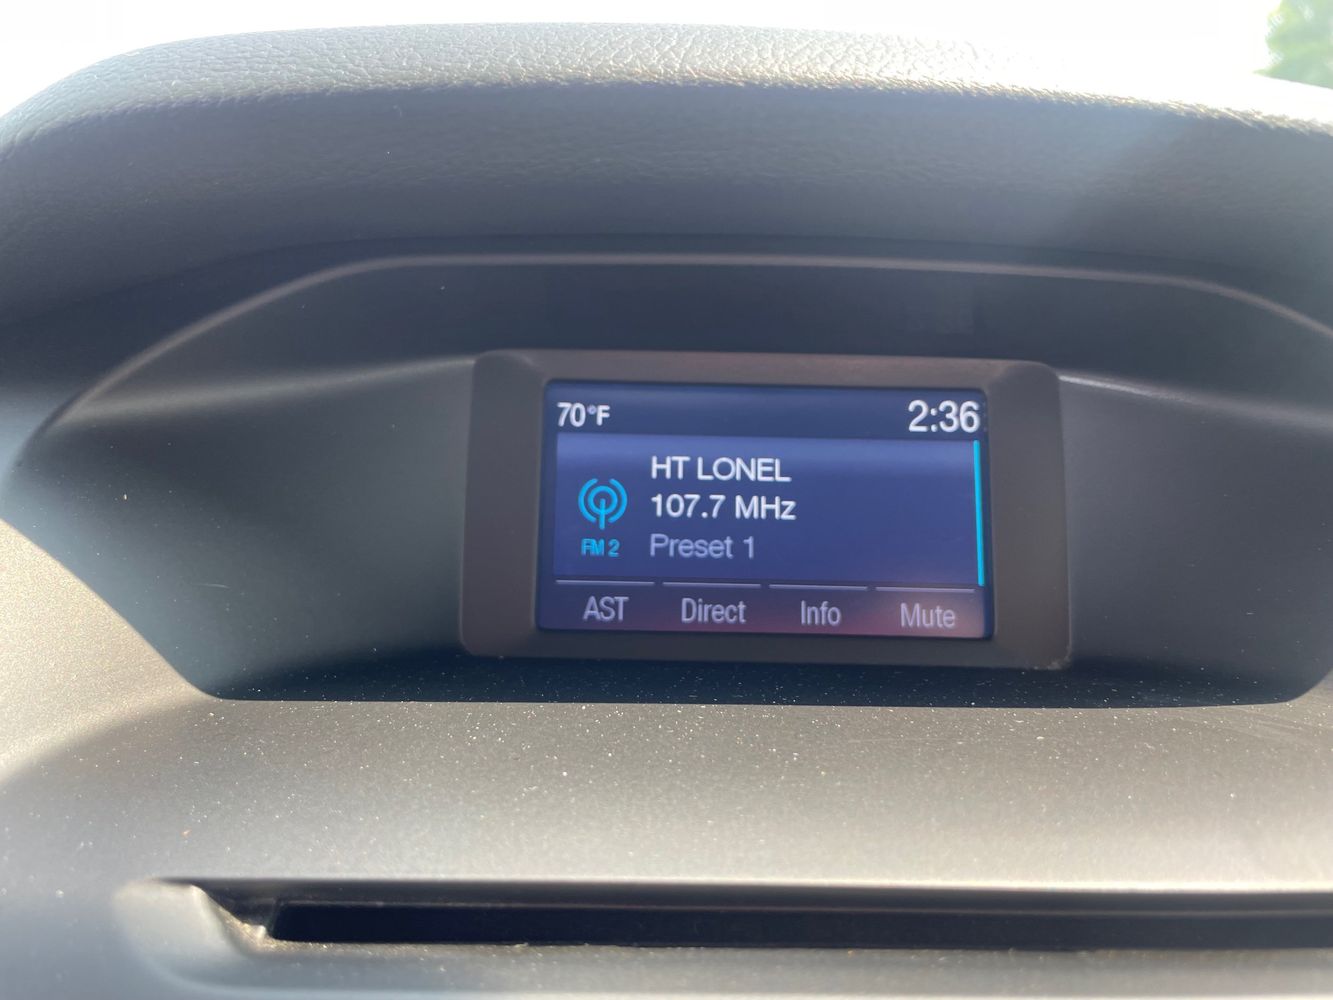 70°F 2:36
HT LONEL
107.7 MHz
FM 2 Preset 1
AST Direct Info Mute